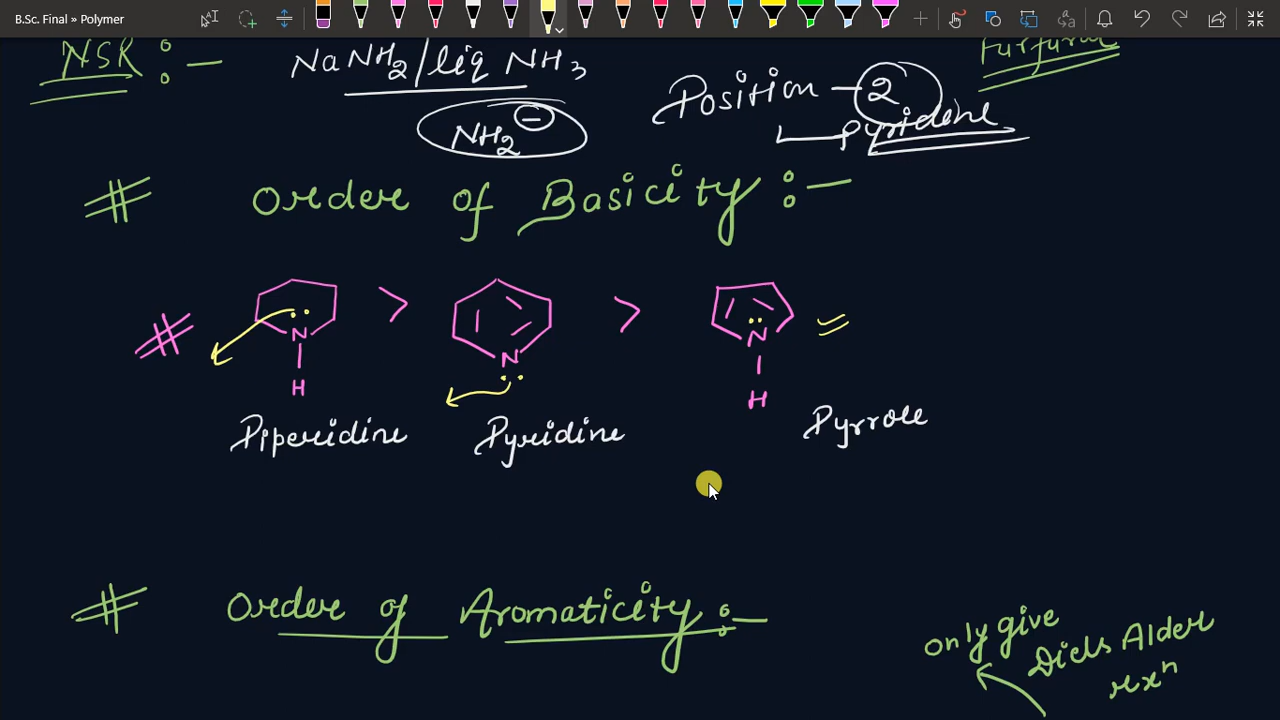 B.Sc. Final » Polymer
NSR :-
NaNH2/liq NH3
NH2 -
Position - 2
Pyridine
Furfural
# Order of Basicity :-
# N H > N > N H
Piperidine
Pyridine
Pyrrole
# Order of Aromaticity :-
only give
Diels Alder
rxn